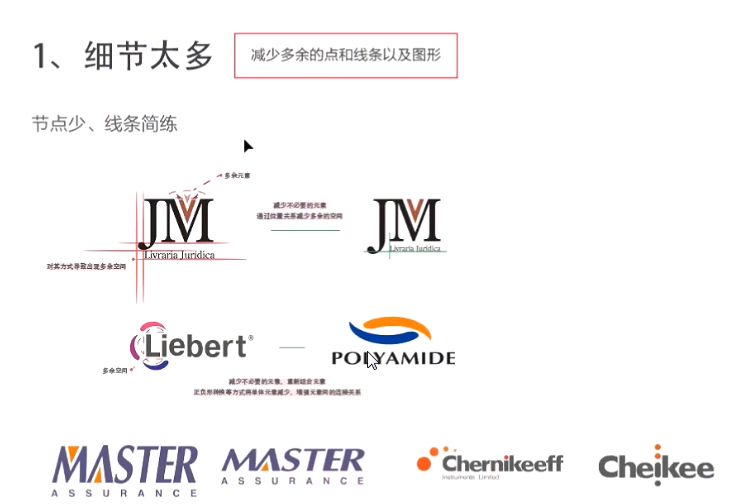 1、细节太多
减少多余的点和线条以及图形
节点少、线条简练
多余元素
JM
Livraria Juridica
减少不必要的元素
通过位置关系减少多余的空间
JM
Livraria Juridica
对其方式导致出现多余空间
Liebert®
多余空间
POLYAMIDE
减少不必要的元素，重新组合元素
正负形转换等方式将单体元素减少，增强元素间的连接关系
MASTER
ASSURANCE
MASTER
ASSURANCE
Chernikeeff
Instruments Limited
Cheikee